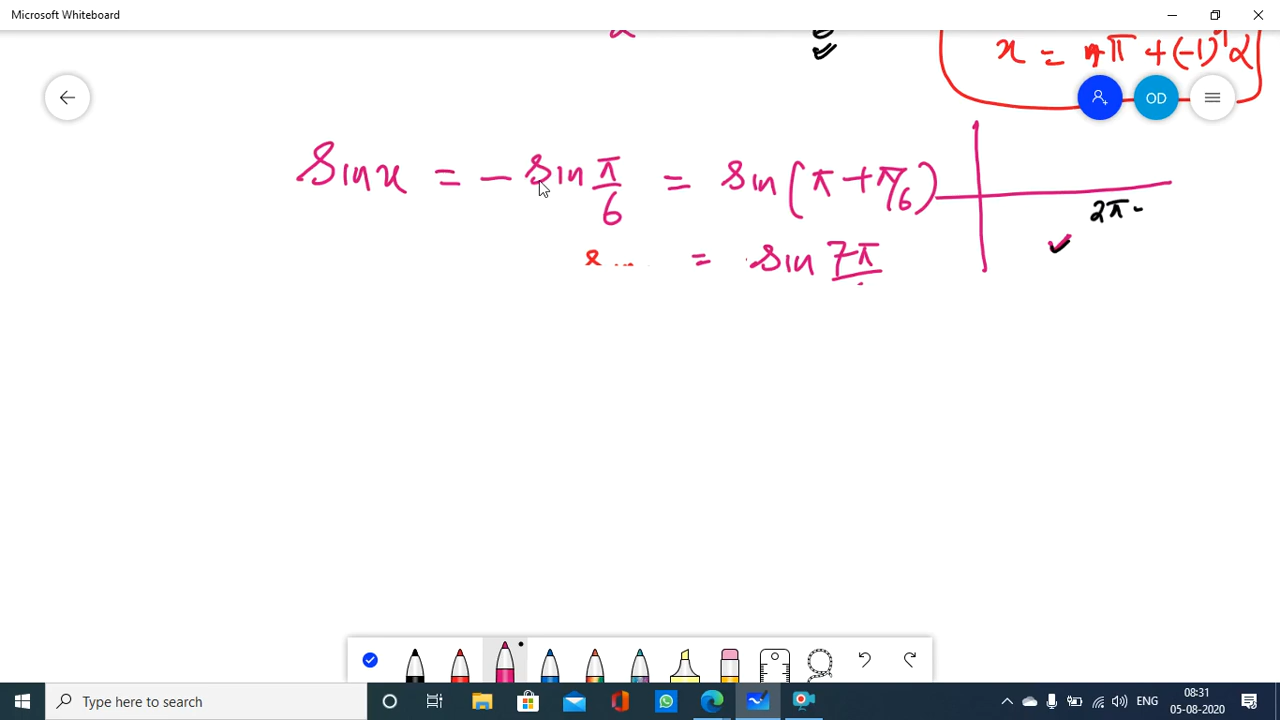 Microsoft Whiteboard
x = nπ + (-1)ⁿ α
OD
Sin x = - sin π/6 = sin (π + π/6)
2π -
= sin 7π
Type here to search
ENG
08:31
05-08-2020